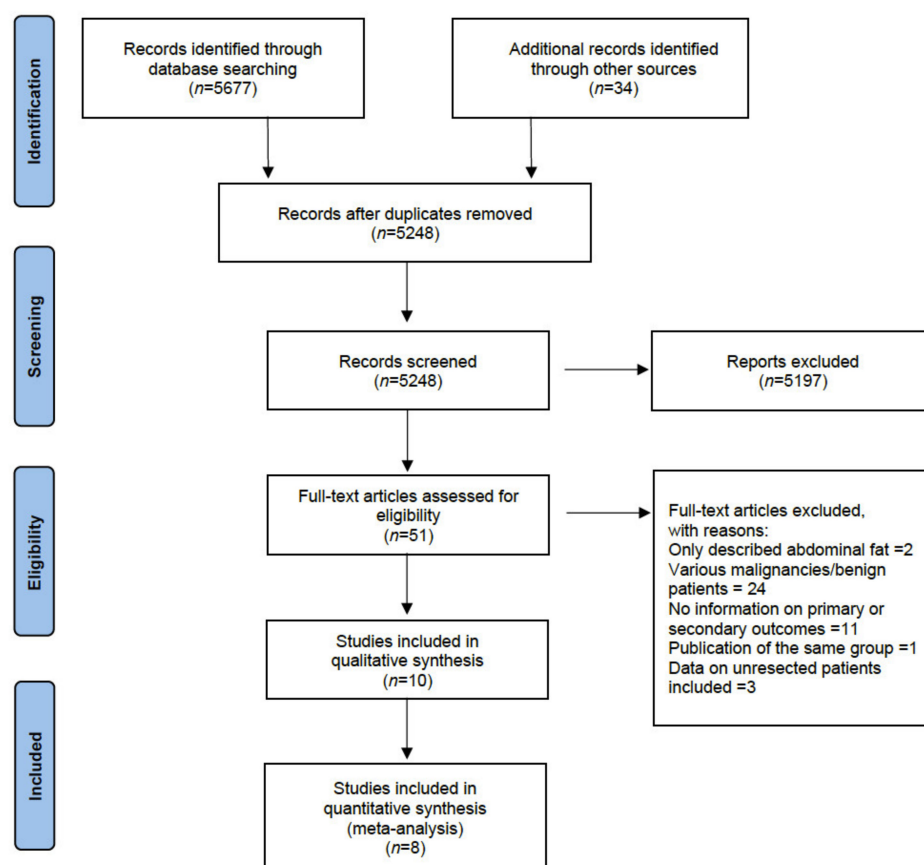 Identification
Records identified through
database searching
(n=5677)
Additional records identified
through other sources
(n=34)
Records after duplicates removed
(n=5248)
Screening
Records screened
(n=5248)
Reports excluded
(n=5197)
Eligibility
Full-text articles assessed for
eligibility
(n=51)
Full-text articles excluded,
with reasons:
Only described abdominal fat =2
Various malignancies/benign
patients = 24
No information on primary or
secondary outcomes =11
Publication of the same group =1
Data on unresected patients
included =3
Studies included in
qualitative synthesis
(n=10)
Included
Studies included in
quantitative synthesis
(meta-analysis)
(n=8)